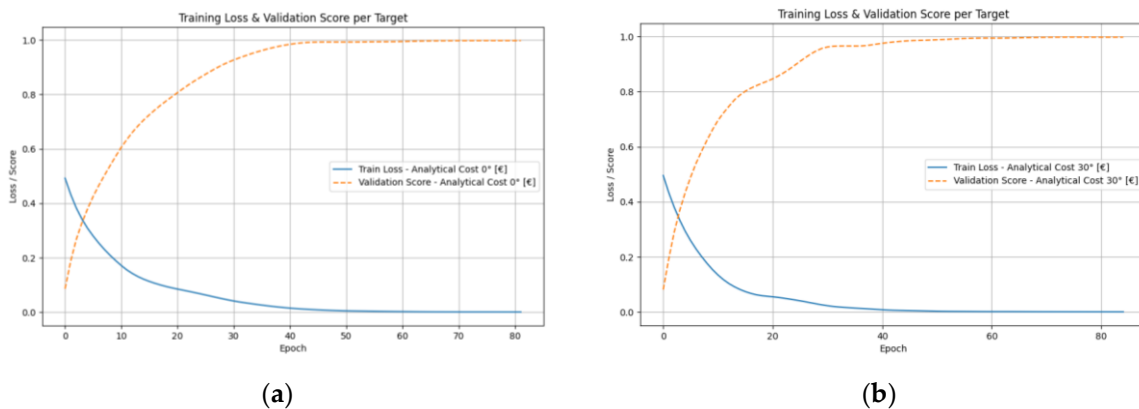 Training Loss & Validation Score per Target
1.0
0.8
0.6
0.4
0.2
0.0
Loss / Score
Train Loss - Analytical Cost 0° [€]
Validation Score - Analytical Cost 0° [€]
0 10 20 30 40 50 60 70 80
Epoch
(a)
Training Loss & Validation Score per Target
1.0
0.8
0.6
0.4
0.2
0.0
Loss / Score
Train Loss - Analytical Cost 30° [€]
Validation Score - Analytical Cost 30° [€]
0 20 40 60 80
Epoch
(b)